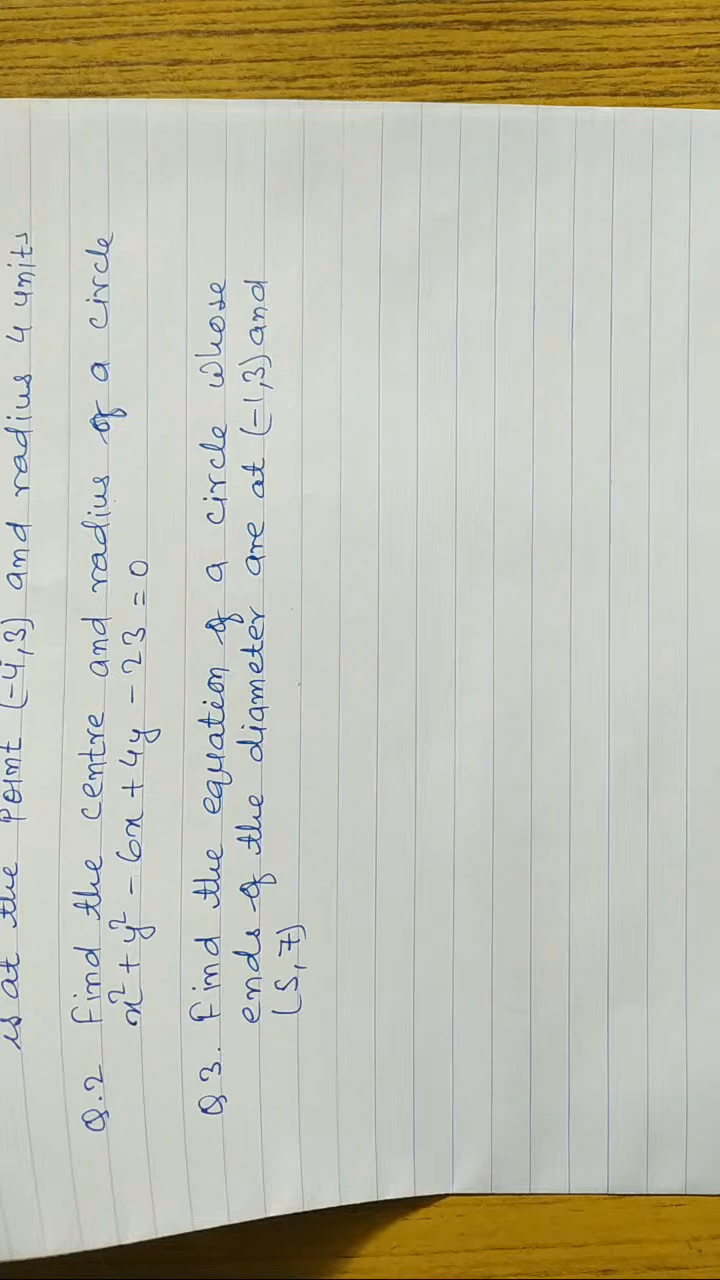 is at the point (-4,3) and radius 4 units
Q.2 Find the centre and radius of a circle
x² + y² - 6x + 4y - 23 = 0
Q 3. Find the equation of a circle whose
ends of the diameter are at (-1,3) and
(5,7)